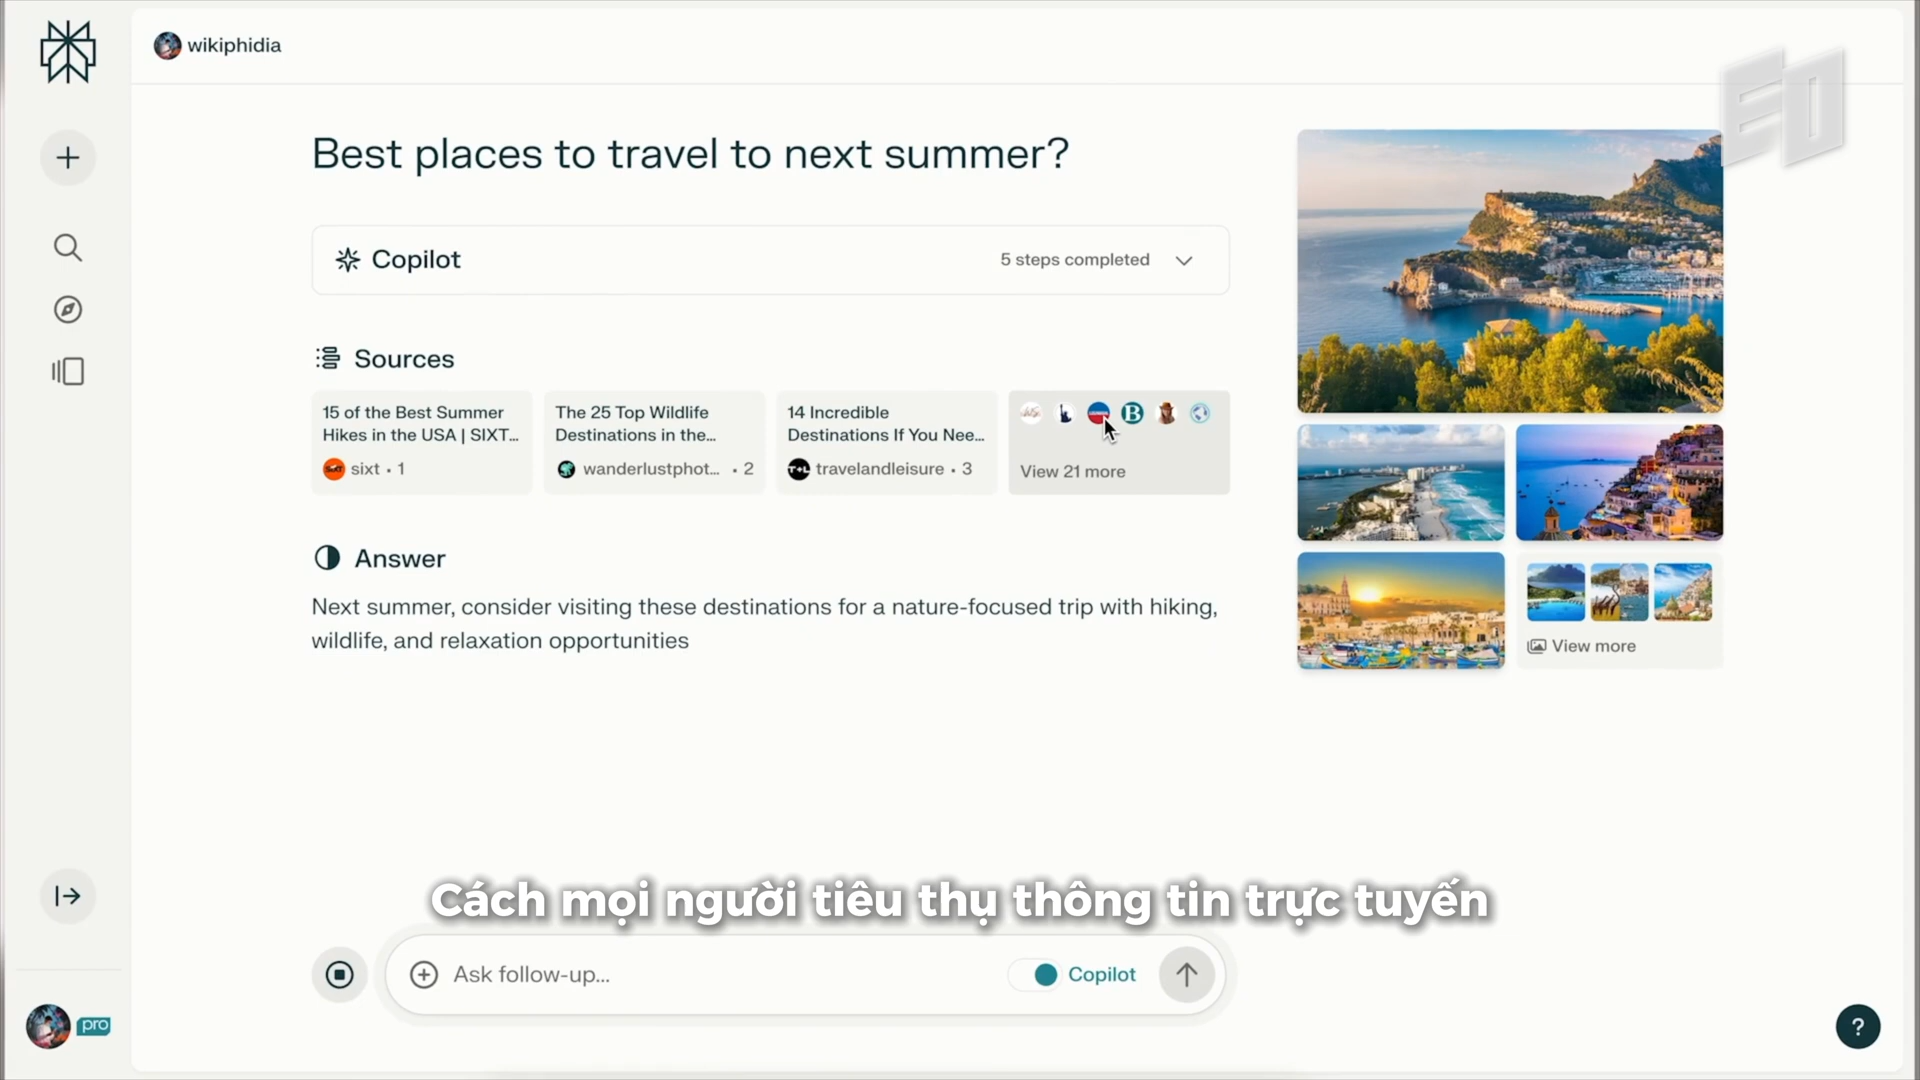 wikiphidia
EO
Best places to travel to next summer?
Copilot
5 steps completed
Sources
15 of the Best Summer
Hikes in the USA | SIXT...
sixt · 1
The 25 Top Wildlife
Destinations in the...
wanderlustphot... · 2
14 Incredible
Destinations If You Nee...
T+L travelandleisure · 3
B
View 21 more
Answer
Next summer, consider visiting these destinations for a nature-focused trip with hiking,
wildlife, and relaxation opportunities
View more
Cách mọi người tiêu thụ thông tin trực tuyến
Ask follow-up...
Copilot
pro
?